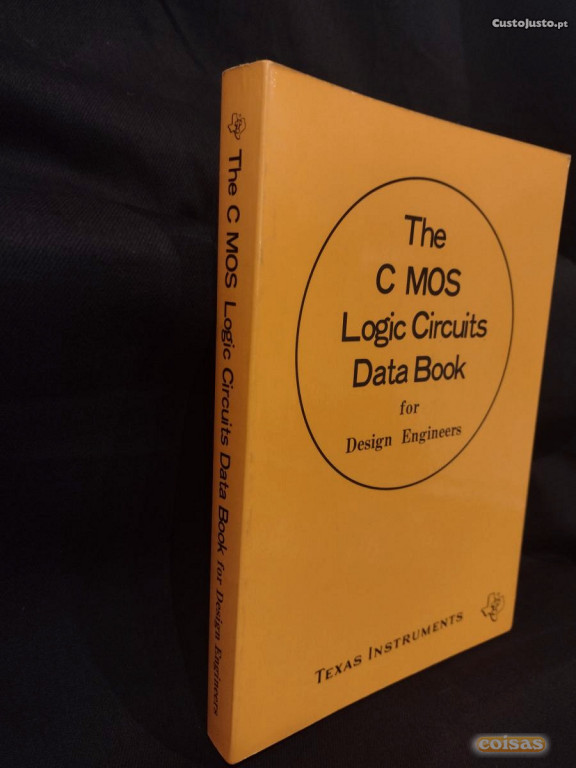 CustoJusto.pt
The C MOS Logic Circuits Data Book for Design Engineers
The
C MOS
Logic Circuits
Data Book
for
Design Engineers
TEXAS INSTRUMENTS
coisas